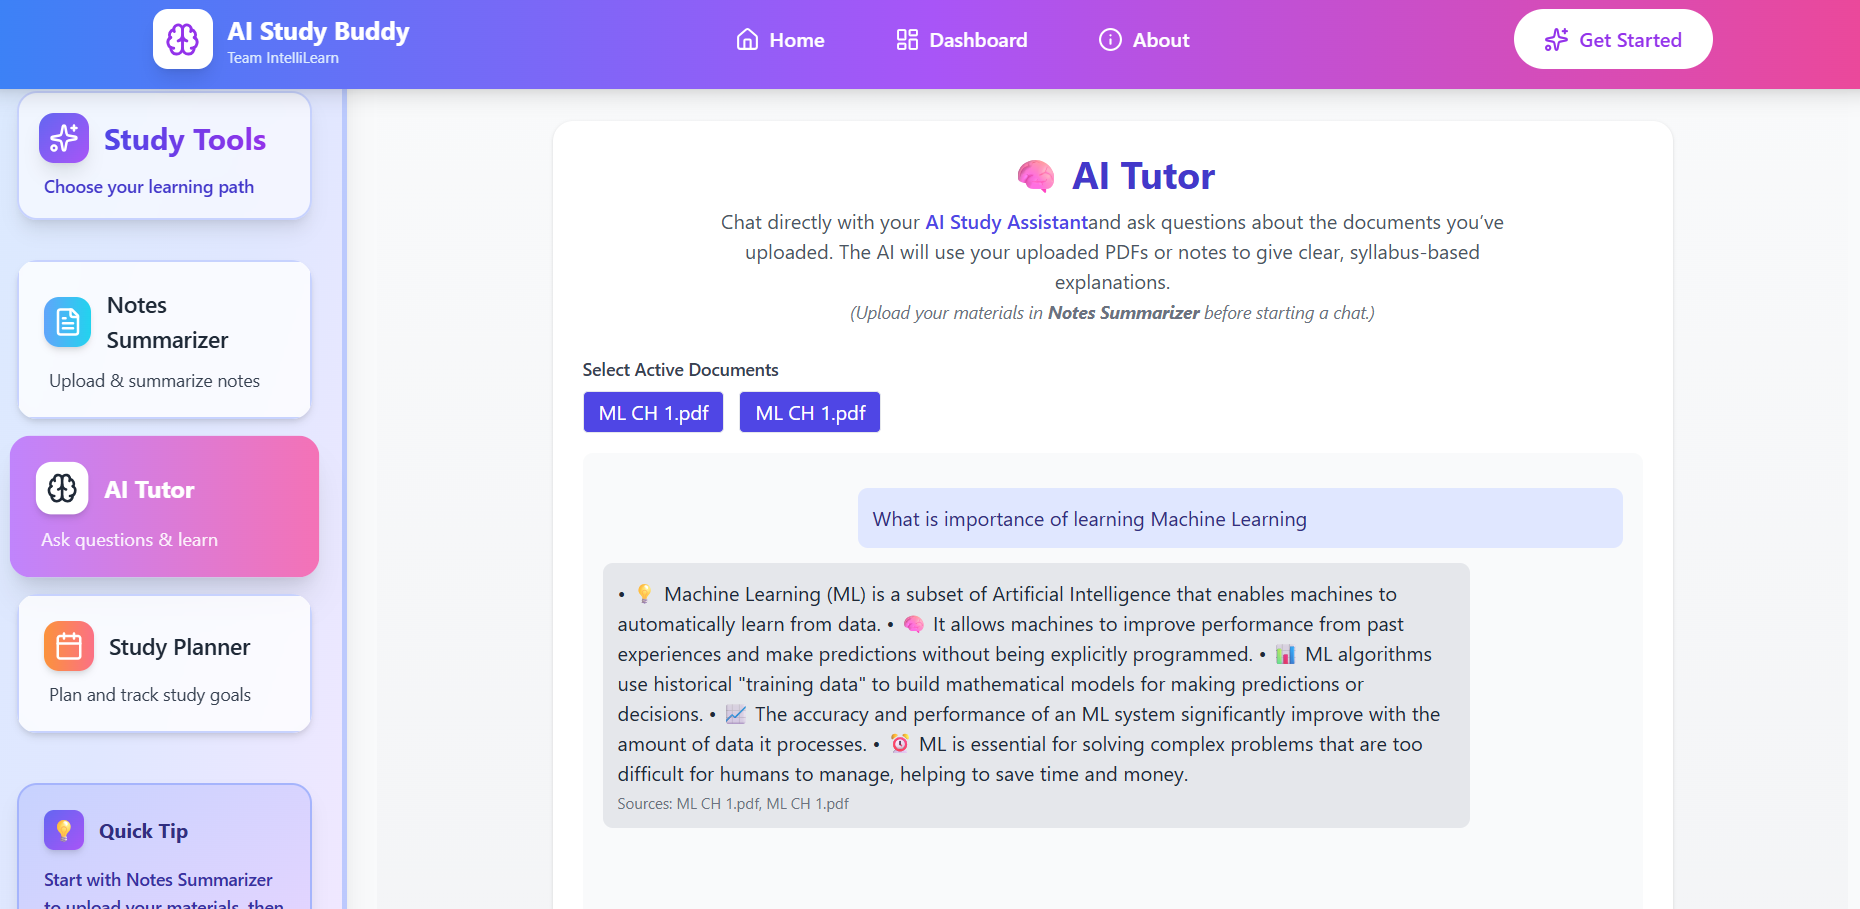 AI Study Buddy
Team IntelliLearn
Home
Dashboard
About
Get Started
Study Tools
Choose your learning path
Notes
Summarizer
Upload & summarize notes
AI Tutor
Ask questions & learn
Study Planner
Plan and track study goals
Quick Tip
Start with Notes Summarizer
to upload your materials, then
AI Tutor
Chat directly with your AI Study Assistantand ask questions about the documents you’ve
uploaded. The AI will use your uploaded PDFs or notes to give clear, syllabus-based
explanations.
(Upload your materials in Notes Summarizer before starting a chat.)
Select Active Documents
ML CH 1.pdf
ML CH 1.pdf
What is importance of learning Machine Learning
• 💡 Machine Learning (ML) is a subset of Artificial Intelligence that enables machines to
automatically learn from data. • 🧠 It allows machines to improve performance from past
experiences and make predictions without being explicitly programmed. • 📊 ML algorithms
use historical "training data" to build mathematical models for making predictions or
decisions. • 📈 The accuracy and performance of an ML system significantly improve with the
amount of data it processes. • ⏰ ML is essential for solving complex problems that are too
difficult for humans to manage, helping to save time and money.
Sources: ML CH 1.pdf, ML CH 1.pdf